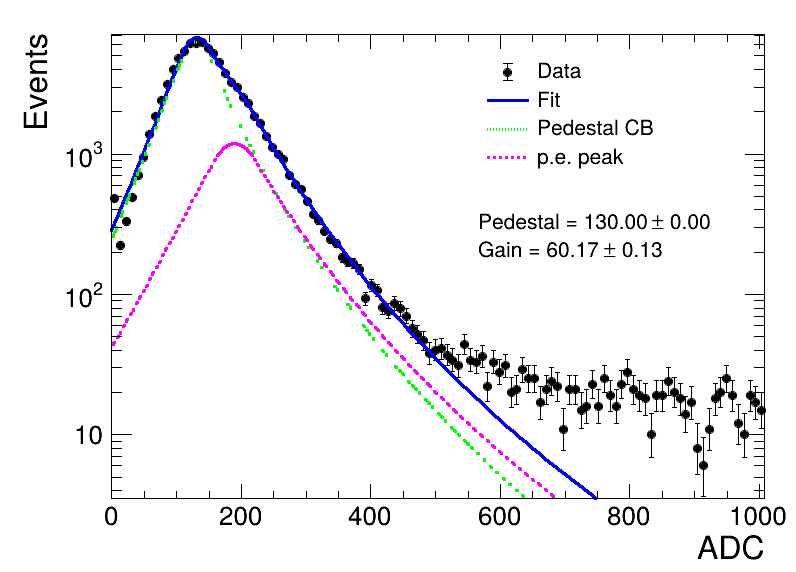 Events
10³
10²
10
Data
Fit
Pedestal CB
p.e. peak
Pedestal = 130.00 ± 0.00
Gain = 60.17 ± 0.13
0 200 400 600 800 1000
ADC